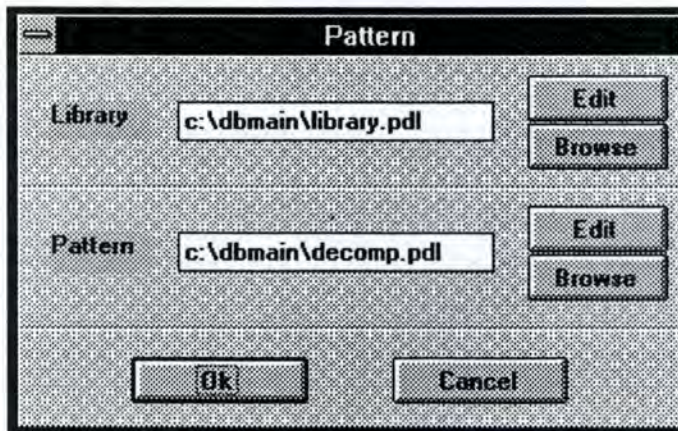 Pattern
Library
c:\dbmain\library.pdl
Edit
Browse
Pattern
c:\dbmain\decomp.pdl
Edit
Browse
Ok
Cancel